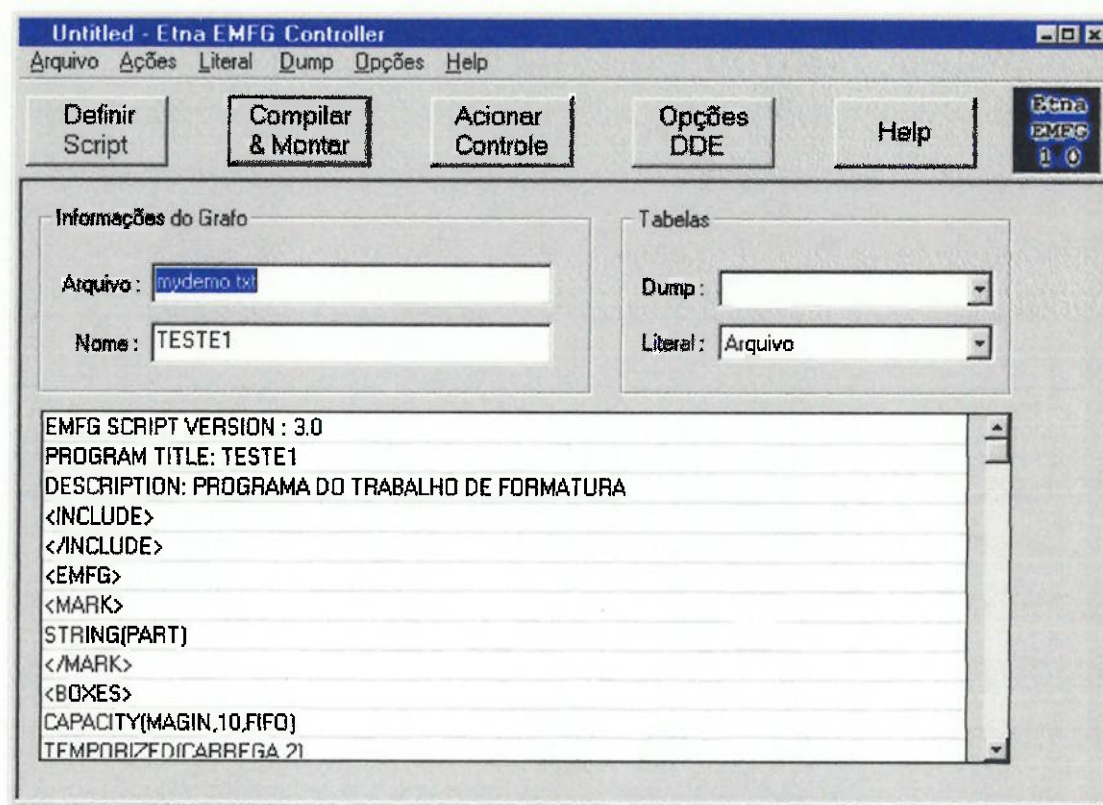 Untitled - Etna EMFG Controller
Arquivo Ações Literal Dump Opções Help
Definir Script
Compilar & Montar
Acionar Controle
Opções DDE
Help
Etna
EMFG
1 0
Informações do Grafo
Arquivo : mydemo.txt
Nome : TESTE1
Tabelas
Dump :
Literal : Arquivo
EMFG SCRIPT VERSION : 3.0
PROGRAM TITLE: TESTE1
DESCRIPTION: PROGRAMA DO TRABALHO DE FORMATURA
<INCLUDE>
</INCLUDE>
<EMFG>
<MARK>
STRING(PART)
</MARK>
<BOXES>
CAPACITY(MAGIN,10,FIFO)
TEMPORIZED(CARREGA,2)